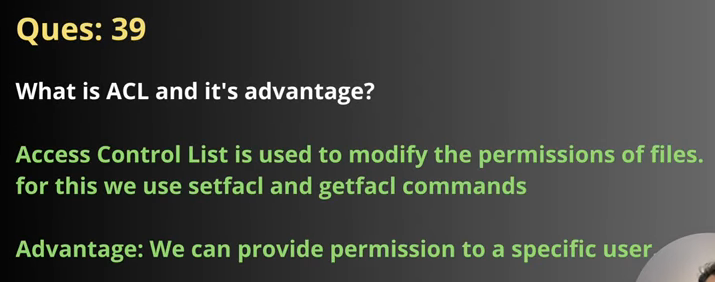 Ques: 39
What is ACL and it's advantage?
Access Control List is used to modify the permissions of files.
for this we use setfacl and getfacl commands
Advantage: We can provide permission to a specific user